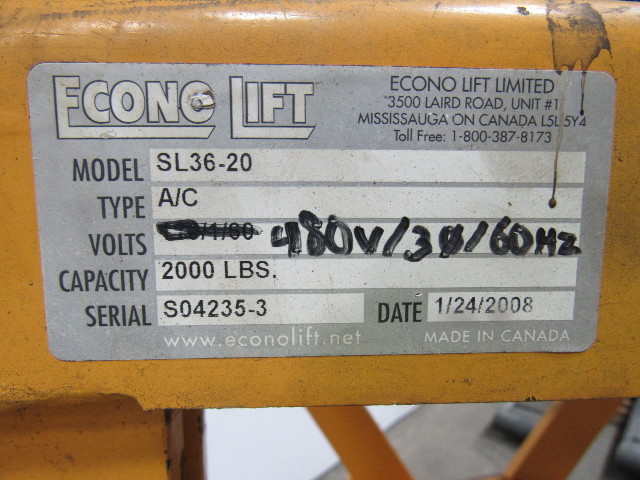 ECONO LIFT
ECONO LIFT LIMITED
3500 LAIRD ROAD, UNIT #1
MISSISSAUGA ON CANADA L5L 5Y4
Toll Free: 1-800-387-8173
MODEL SL36-20
TYPE A/C
VOLTS /1/60 480V/3Ø/60HZ
CAPACITY 2000 LBS.
SERIAL S04235-3 DATE 1/24/2008
www.econolift.net MADE IN CANADA